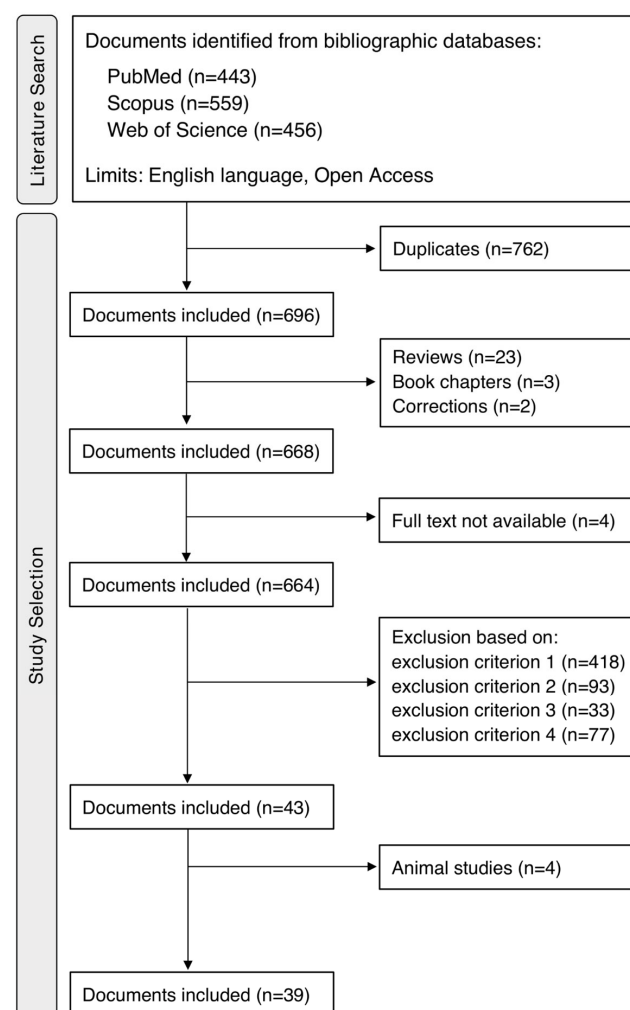 Literature Search
Documents identified from bibliographic databases:
PubMed (n=443)
Scopus (n=559)
Web of Science (n=456)
Limits: English language, Open Access
Study Selection
Duplicates (n=762)
Documents included (n=696)
Reviews (n=23)
Book chapters (n=3)
Corrections (n=2)
Documents included (n=668)
Full text not available (n=4)
Documents included (n=664)
Exclusion based on:
exclusion criterion 1 (n=418)
exclusion criterion 2 (n=93)
exclusion criterion 3 (n=33)
exclusion criterion 4 (n=77)
Documents included (n=43)
Animal studies (n=4)
Documents included (n=39)